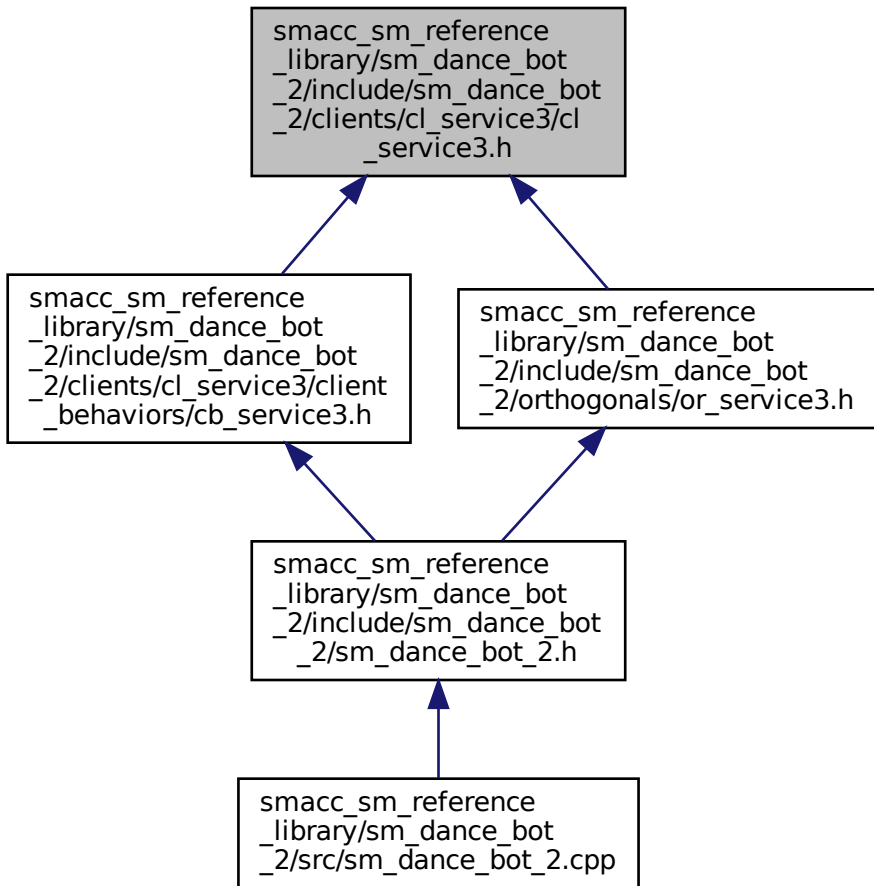 smacc_sm_reference
_library/sm_dance_bot
_2/include/sm_dance_bot
_2/clients/cl_service3/cl
_service3.h
smacc_sm_reference
_library/sm_dance_bot
_2/include/sm_dance_bot
_2/clients/cl_service3/client
_behaviors/cb_service3.h
smacc_sm_reference
_library/sm_dance_bot
_2/include/sm_dance_bot
_2/orthogonals/or_service3.h
smacc_sm_reference
_library/sm_dance_bot
_2/include/sm_dance_bot
_2/sm_dance_bot_2.h
smacc_sm_reference
_library/sm_dance_bot
_2/src/sm_dance_bot_2.cpp